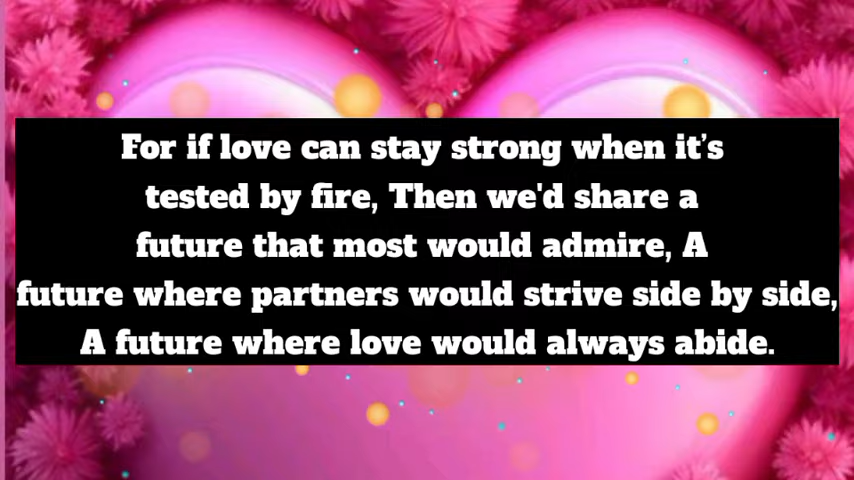 For if love can stay strong when it’s
tested by fire, Then we'd share a
future that most would admire, A
future where partners would strive side by side,
A future where love would always abide.